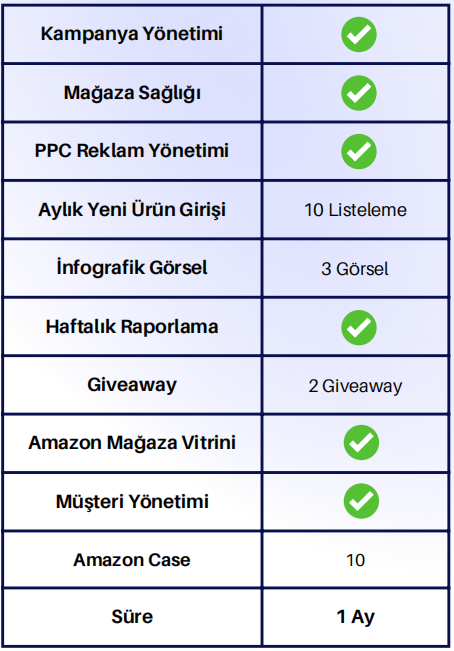 Kampanya Yönetimi
Mağaza Sağlığı
PPC Reklam Yönetimi
Aylık Yeni Ürün Girişi 10 Listeleme
İnfografik Görsel 3 Görsel
Haftalık Raporlama
Giveaway 2 Giveaway
Amazon Mağaza Vitrini
Müşteri Yönetimi
Amazon Case 10
Süre 1 Ay